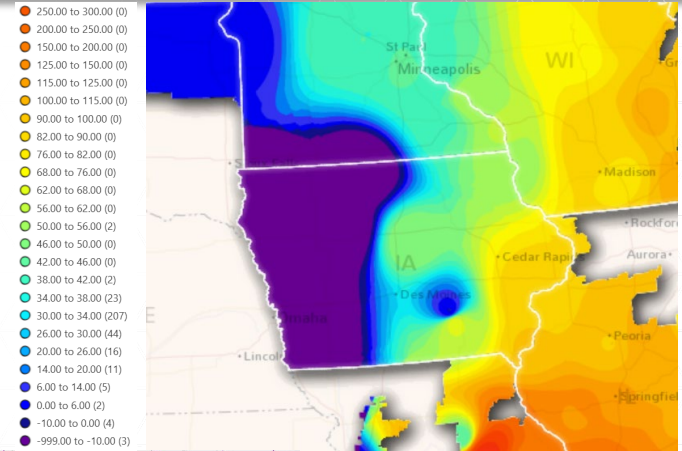 250.00 to 300.00 (0)
200.00 to 250.00 (0)
150.00 to 200.00 (0)
125.00 to 150.00 (0)
115.00 to 125.00 (0)
100.00 to 115.00 (0)
90.00 to 100.00 (0)
82.00 to 90.00 (0)
76.00 to 82.00 (0)
68.00 to 76.00 (0)
62.00 to 68.00 (0)
56.00 to 62.00 (0)
50.00 to 56.00 (2)
46.00 to 50.00 (0)
42.00 to 46.00 (0)
38.00 to 42.00 (2)
34.00 to 38.00 (23)
30.00 to 34.00 (207)
26.00 to 30.00 (44)
20.00 to 26.00 (16)
14.00 to 20.00 (11)
6.00 to 14.00 (5)
0.00 to 6.00 (2)
-10.00 to 0.00 (4)
-999.00 to -10.00 (3)
St Paul
Minneapolis
WI
Madison
Rockfor
Cedar Rapi
Aurora
IA
Des Moines
Omaha
Peoria
Lincol
Springfiel